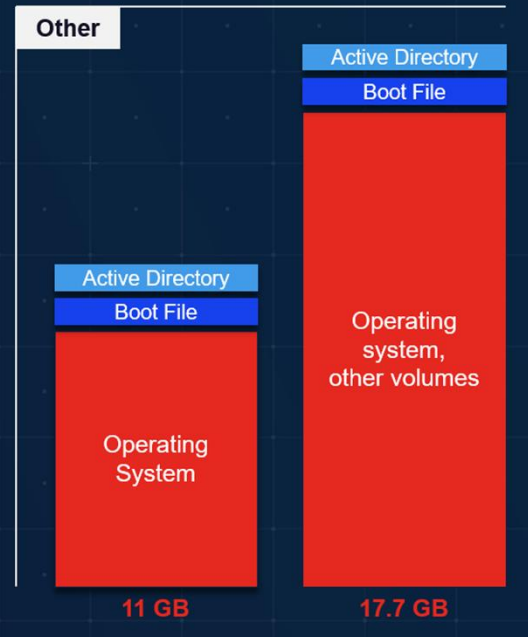 Other
Active Directory
Boot File
Operating
system,
other volumes
Active Directory
Boot File
Operating
System
11 GB
17.7 GB